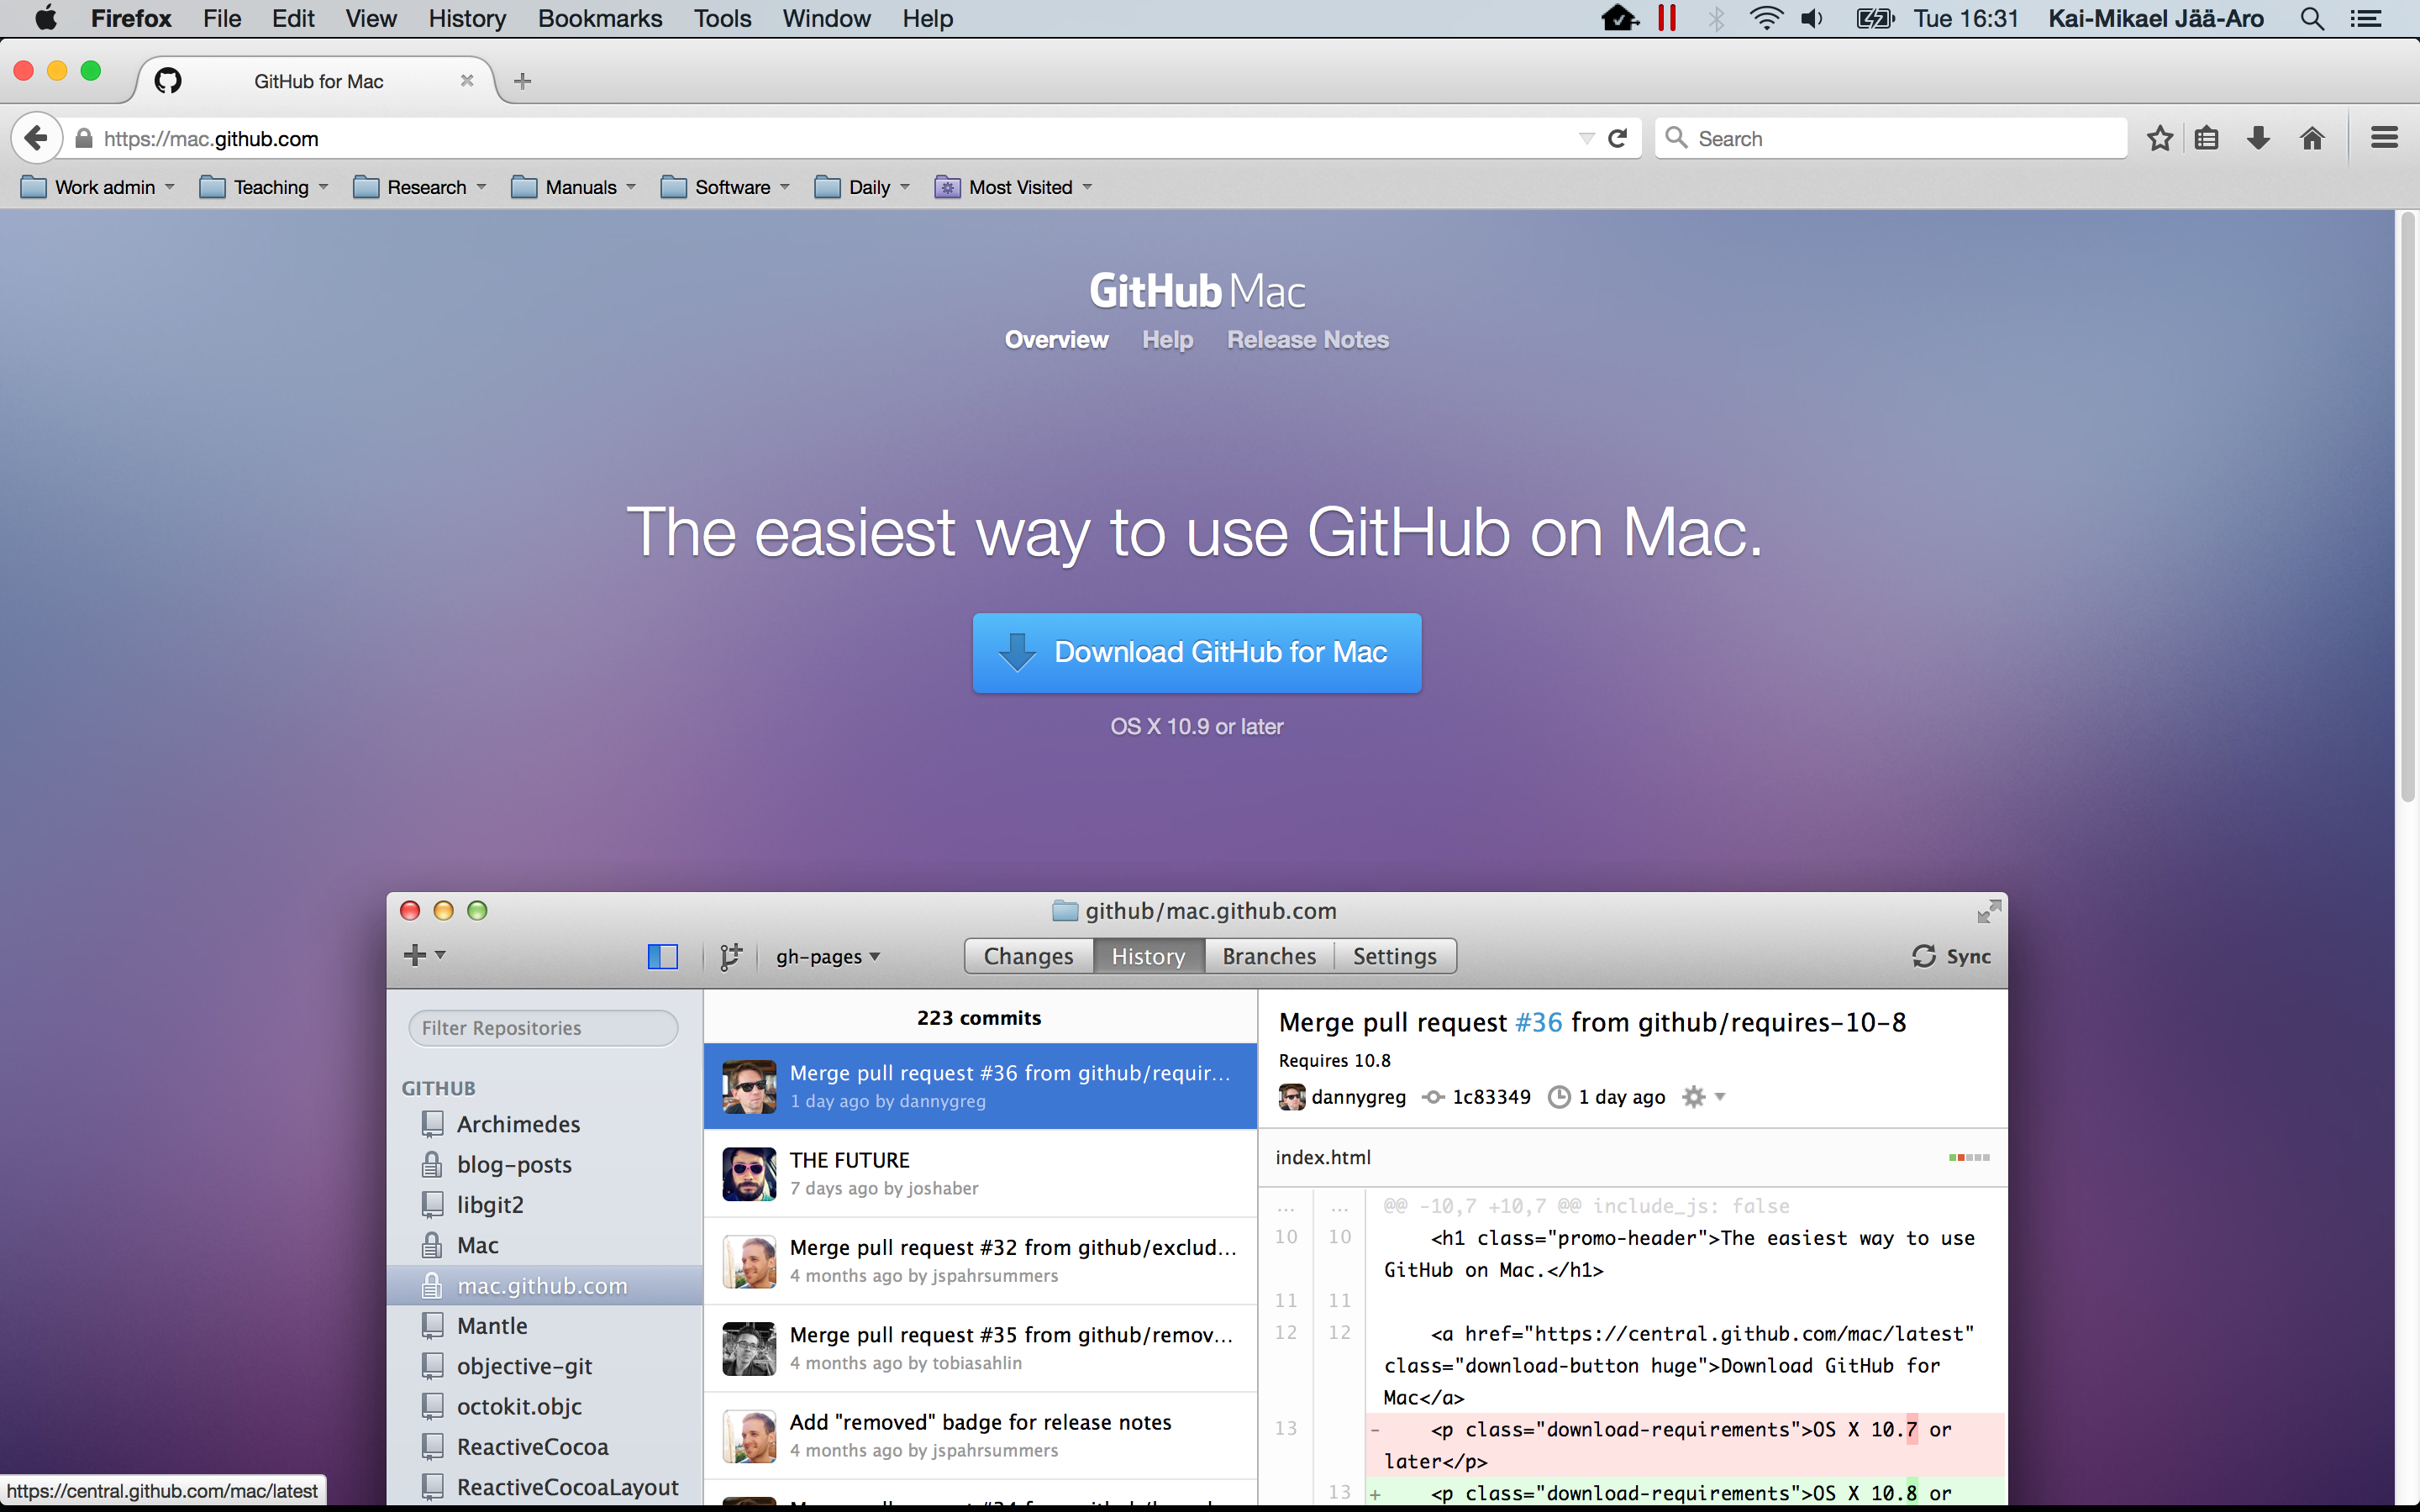 Firefox File Edit View History Bookmarks Tools Window Help Tue 16:31 Kai-Mikael Jää-Aro
GitHub for Mac
https://mac.github.com Search
Work admin Teaching Research Manuals Software Daily Most Visited
GitHub Mac
Overview Help Release Notes
The easiest way to use GitHub on Mac.
Download GitHub for Mac
OS X 10.9 or later
github/mac.github.com
gh-pages Changes History Branches Settings Sync
Filter Repositories
GITHUB
Archimedes
blog-posts
libgit2
Mac
mac.github.com
Mantle
objective-git
octokit.objc
ReactiveCocoa
ReactiveCocoaLayout
223 commits
Merge pull request #36 from github/requir...
1 day ago by dannygreg
THE FUTURE
7 days ago by joshaber
Merge pull request #32 from github/exclud...
4 months ago by jspahrsummers
Merge pull request #35 from github/remov...
4 months ago by tobiasahlin
Add "removed" badge for release notes
4 months ago by jspahrsummers
Merge pull request #36 from github/requires-10-8
Requires 10.8
dannygreg 1c83349 1 day ago
index.html
... ... @@ -10,7 +10,7 @@ include_js: false
10 10 <h1 class="promo-header">The easiest way to use
GitHub on Mac.</h1>
11 11
12 12 <a href="https://central.github.com/mac/latest"
class="download-button huge">Download GitHub for
Mac</a>
13 - <p class="download-requirements">OS X 10.7 or
later</p>
13 + <p class="download-requirements">OS X 10.8 or
https://central.github.com/mac/latest